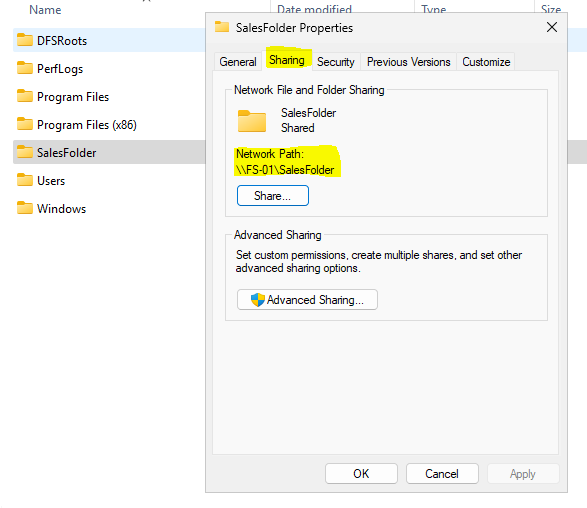 Name
Date modified
Type
Size
DFSRoots
PerfLogs
Program Files
Program Files (x86)
SalesFolder
Users
Windows
SalesFolder Properties
General
Sharing
Security
Previous Versions
Customize
Network File and Folder Sharing
SalesFolder
Shared
Network Path:
\\FS-01\SalesFolder
Share...
Advanced Sharing
Set custom permissions, create multiple shares, and set other
advanced sharing options.
Advanced Sharing...
OK
Cancel
Apply